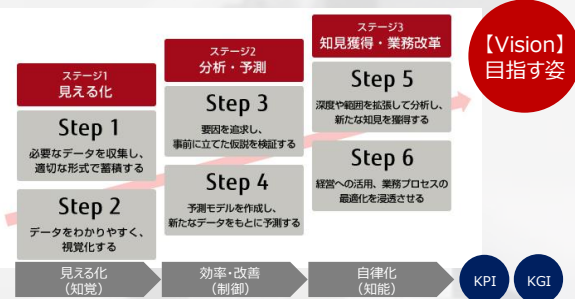 ステージ1
見える化
Step 1
必要なデータを収集し、
適切な形式で蓄積する
Step 2
データをわかりやすく、
視覚化する
ステージ2
分析・予測
Step 3
要因を追求し、
事前に立てた仮説を検証する
Step 4
予測モデルを作成し、
新たなデータをもとに予測する
ステージ3
知見獲得・業務改革
Step 5
深度や範囲を拡張して分析し、
新たな知見を獲得する
Step 6
経営への活用、業務プロセスの
最適化を浸透させる
【Vision】
目指す姿
見える化
（知覚）
効率・改善
（制御）
自律化
（知能）
KPI
KGI